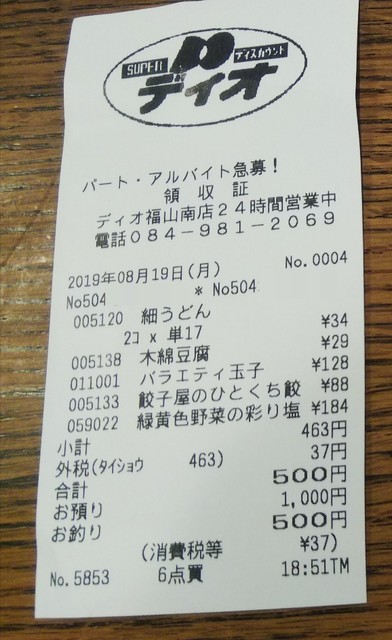 SUPER ディスカウント
ディオ
パート・アルバイト急募！
領収証
ディオ福山南店24時間営業中
電話084-981-2069
2019年08月19日(月) No.0004
No504 * No504
005120 細うどん
2コ x 単17 ¥34
005138 木綿豆腐 ¥29
011001 バラエティ玉子 ¥128
005133 餃子屋のひとくち餃 ¥88
059022 緑黄色野菜の彩り塩 ¥184
小計 463円
外税(タイショウ 463) 37円
合計 500円
お預り 1,000円
お釣り 500円
(消費税等 ¥37)
No.5853 6点買 18:51TM